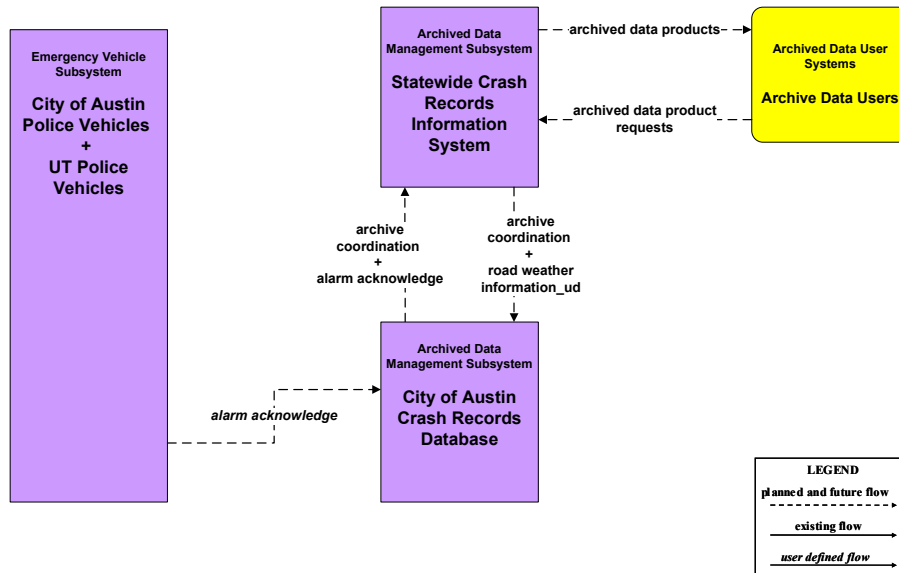 Emergency Vehicle
Subsystem
City of Austin
Police Vehicles
+
UT Police
Vehicles
Archived Data
Management Subsystem
Statewide Crash
Records
Information
System
archived data products
archived data product
requests
Archived Data User
Systems
Archive Data Users
archive
coordination
+
alarm acknowledge
archive
coordination
+
road weather
information_ud
Archived Data
Management Subsystem
City of Austin
Crash Records
Database
alarm acknowledge
LEGEND
planned and future flow
existing flow
user defined flow